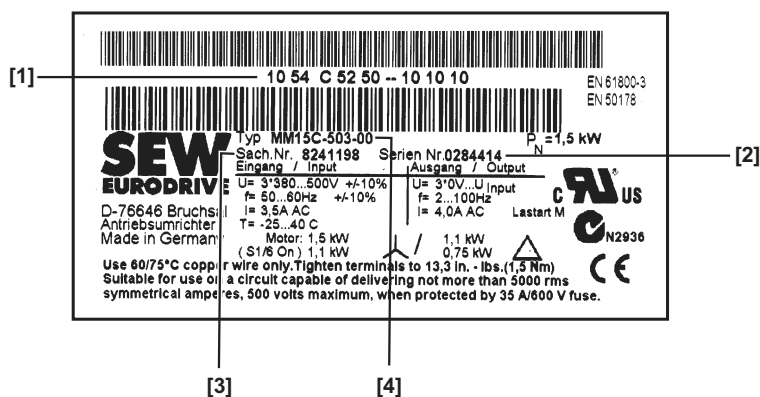 [1]
10 54 C 52 50 -- 10 10 10
EN 61800-3
EN 50178
SEW
EURODRIVE
Typ MM15C-503-00
P N =1,5 kW
[2]
Sach.Nr. 8241198 Serien Nr.0284414
Eingang / Input
Ausgang / Output
U= 3*380...500V +/-10%
U= 3*0V...U Input
f= 50...60Hz +/-10%
f= 2...100Hz
I= 3,5A AC
I= 4,0A AC
Lastart M
T= -25...40 C
C RU US
N2936
D-76646 Bruchsal
Antriebsumrichter
Made in Germany
Motor: 1,5 kW / 1,1 kW
(S1/6 On) 1,1 kW 0,75 kW
CE
Use 60/75°C copper wire only.Tighten terminals to 13,3 in. - lbs.(1,5 Nm)
Suitable for use on a circuit capable of delivering not more than 5000 rms
symmetrical amperes, 500 volts maximum, when protected by 35 A/600 V fuse.
[3]
[4]